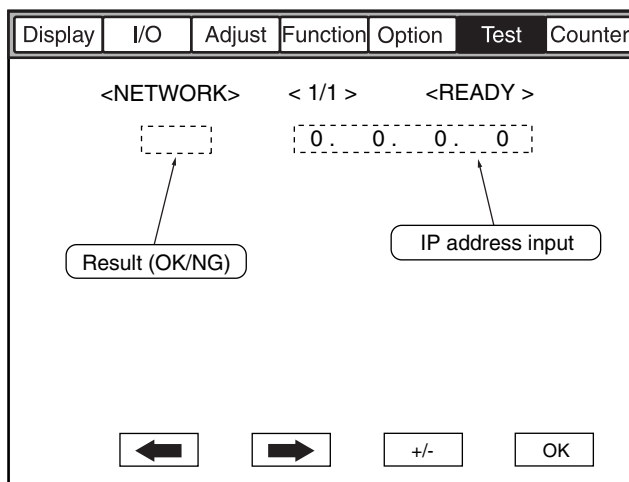 Display I/O Adjust Function Option Test Counter
<NETWORK> < 1/1 > <READY >
0 . 0 . 0 . 0
Result (OK/NG)
IP address input
+/- OK